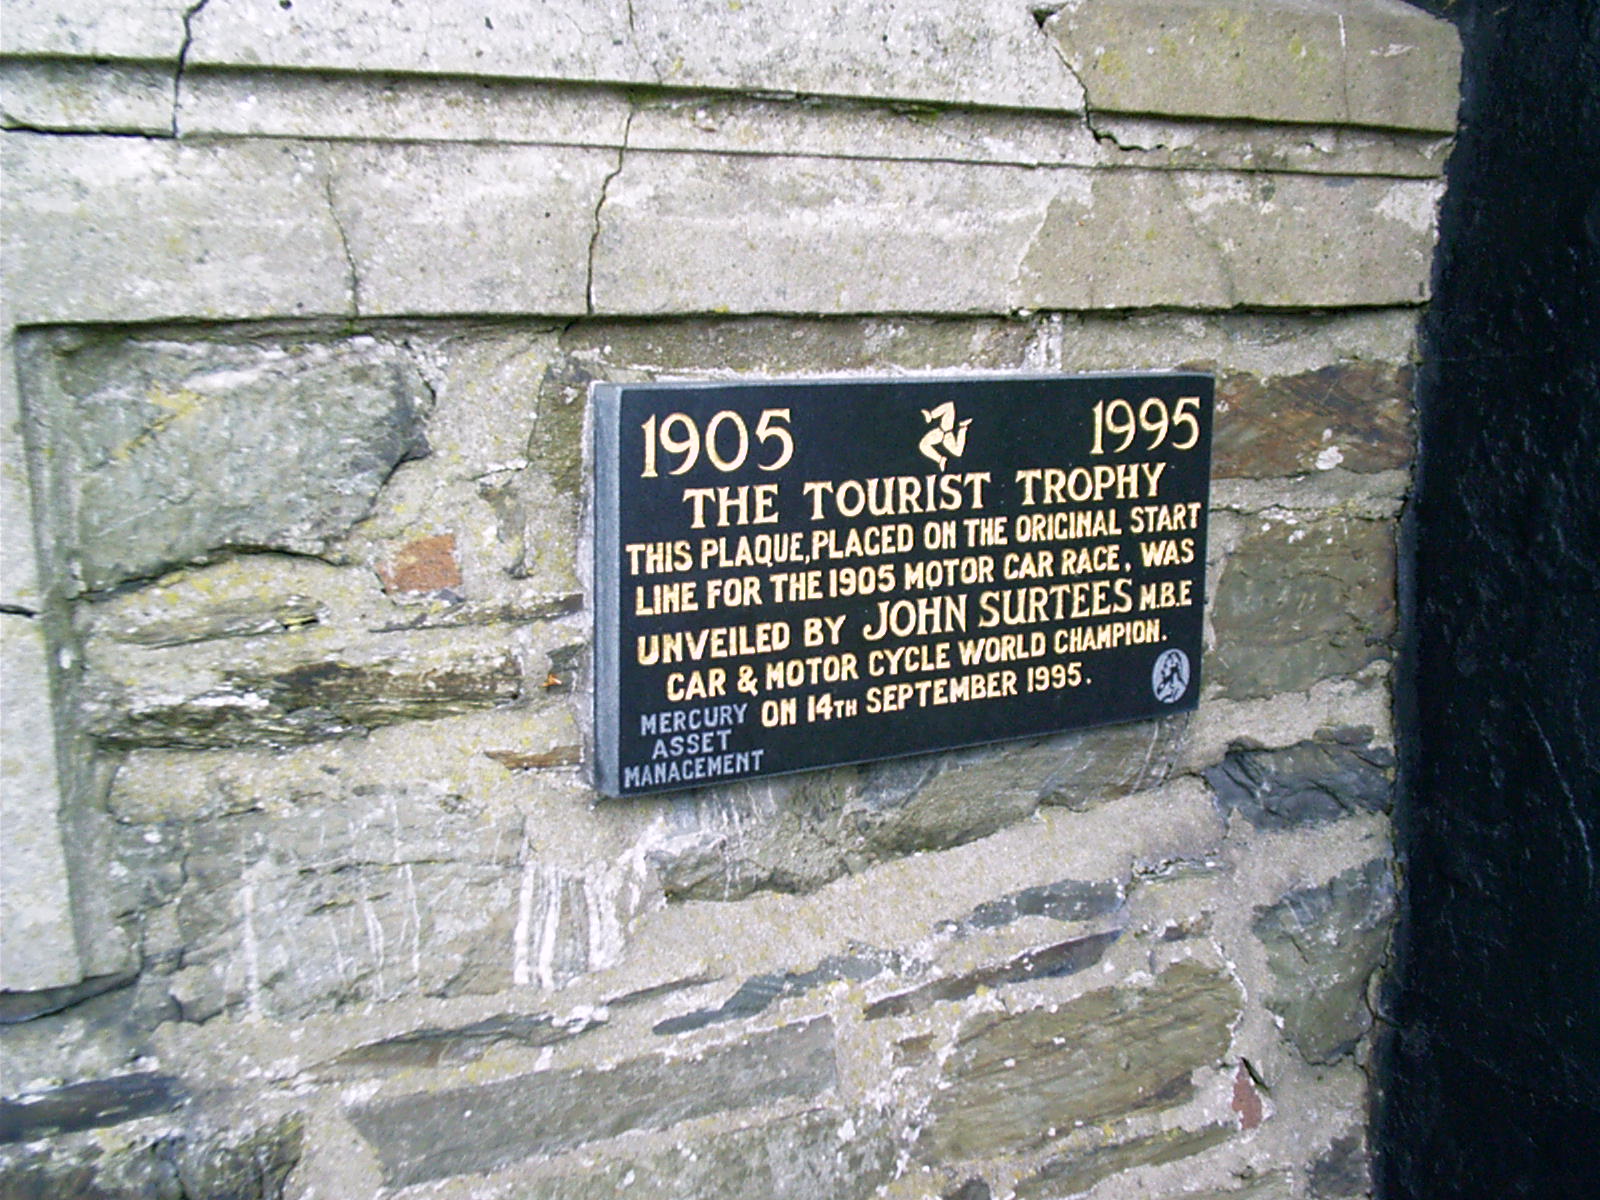 1905 1995
THE TOURIST TROPHY
THIS PLAQUE, PLACED ON THE ORIGINAL START
LINE FOR THE 1905 MOTOR CAR RACE, WAS
UNVEILED BY JOHN SURTEES M.B.E
CAR & MOTOR CYCLE WORLD CHAMPION.
ON 14TH SEPTEMBER 1995.
MERCURY
ASSET
MANAGEMENT